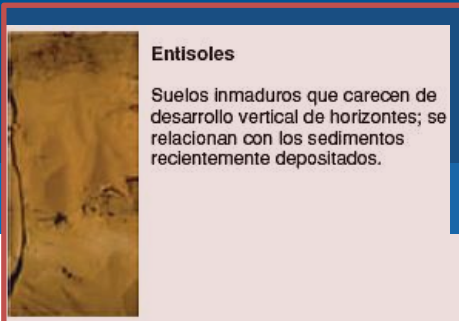 Entisoles
Suelos inmaduros que carecen de
desarrollo vertical de horizontes; se
relacionan con los sedimentos
recientemente depositados.